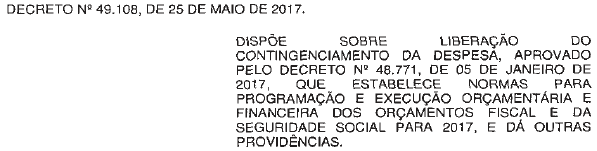 DECRETO Nº 49.108, DE 25 DE MAIO DE 2017.
DISPÕE SOBRE LIBERAÇÃO DO
CONTINGENCIAMENTO DA DESPESA, APROVADO
PELO DECRETO Nº 48.771, DE 05 DE JANEIRO DE
2017, QUE ESTABELECE NORMAS PARA
PROGRAMAÇÃO E EXECUÇÃO ORÇAMENTÁRIA E
FINANCEIRA DOS ORÇAMENTOS FISCAL E DA
SEGURIDADE SOCIAL PARA 2017, E DÁ OUTRAS
PROVIDÊNCIAS.